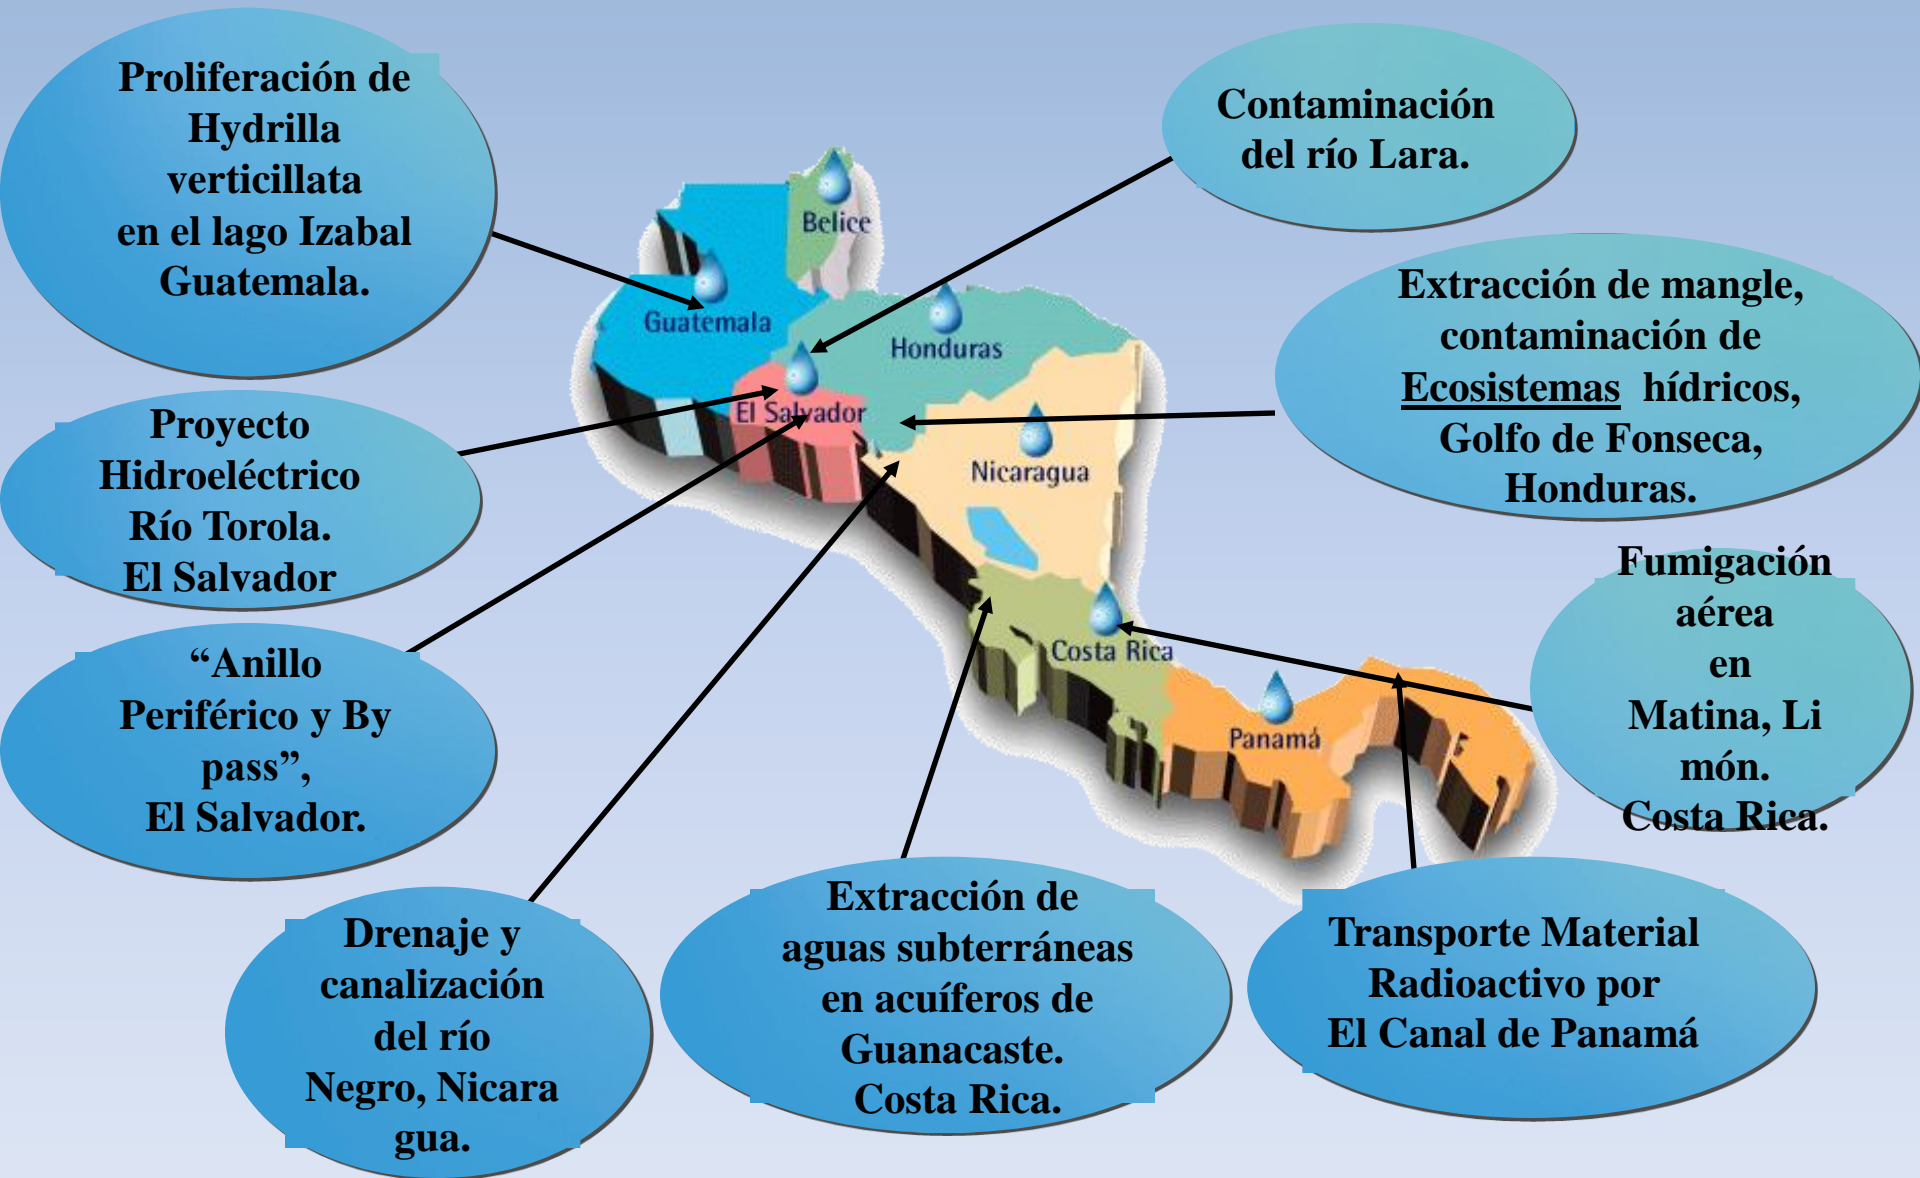 Proliferación de
Hydrilla
verticillata
en el lago Izabal
Guatemala.
Contaminación
del río Lara.
Extracción de mangle,
contaminación de
Ecosistemas hídricos,
Golfo de Fonseca,
Honduras.
Proyecto
Hidroeléctrico
Río Torola.
El Salvador
"Anillo
Periférico y By
pass",
El Salvador.
Drenaje y
canalización
del río
Negro, Nicara
gua.
Extracción de
aguas subterráneas
en acuíferos de
Guanacaste.
Costa Rica.
Transporte Material
Radioactivo por
El Canal de Panamá
Fumigación
aérea
en
Matina, Li
món.
Costa Rica.
Belice
Guatemala
Honduras
El Salvador
Nicaragua
Costa Rica
Panamá